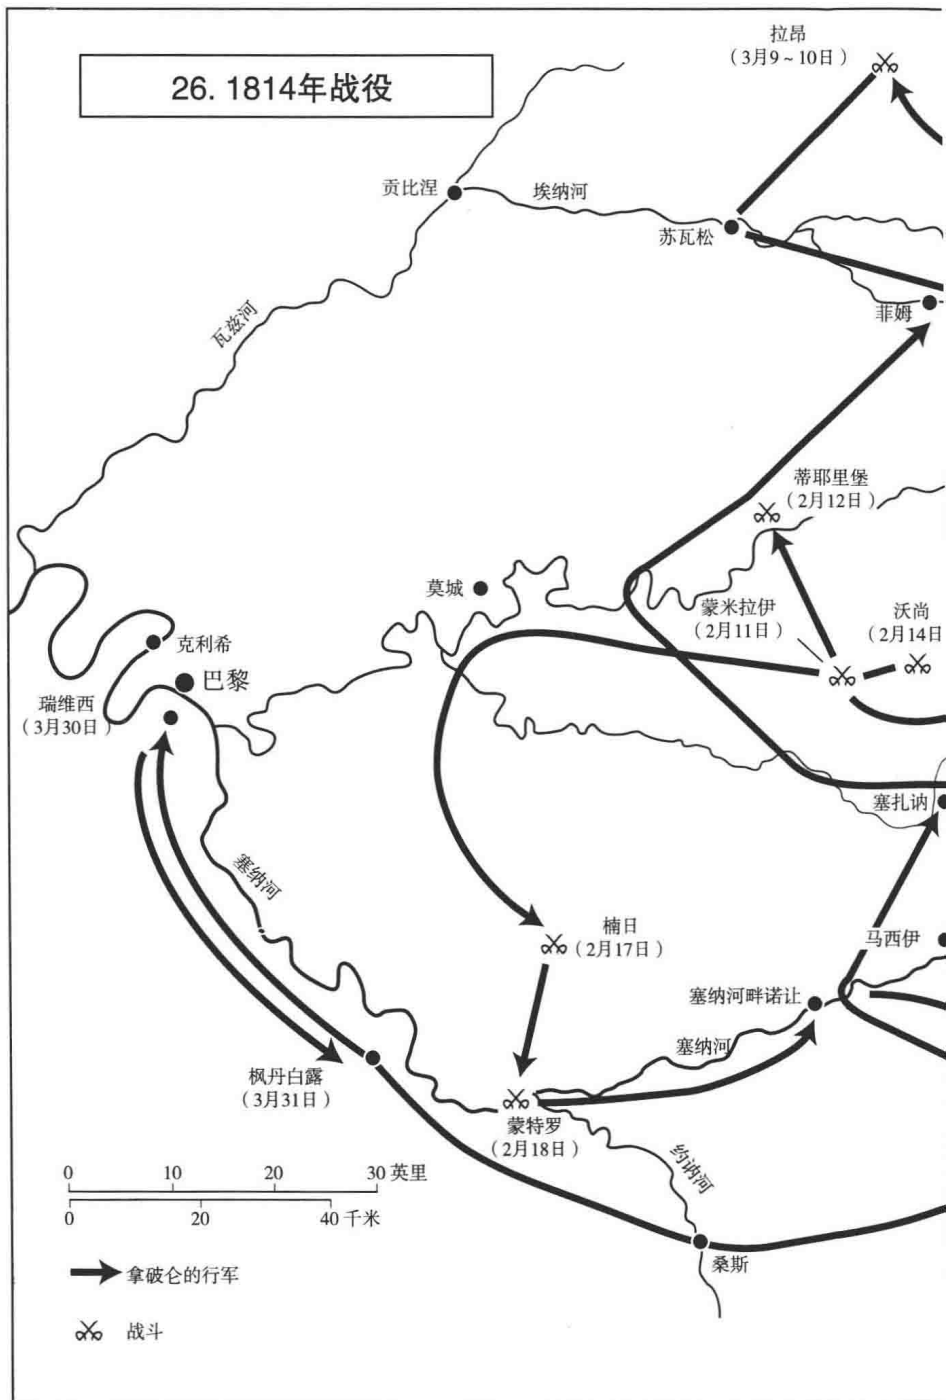 26. 1814年战役
拉昂
（3月9～10日）
贡比涅
埃纳河
苏瓦松
瓦兹河
菲姆
蒂耶里堡
（2月12日）
莫城
蒙米拉伊
（2月11日）
沃尚
（2月14日
克利希
巴黎
瑞维西
（3月30日）
塞扎讷
塞纳河
楠日
（2月17日）
马西伊
塞纳河畔诺让
塞纳河
枫丹白露
（3月31日）
蒙特罗
（2月18日）
约讷河
桑斯
0 10 20 30 英里
0 20 40 千米
拿破仑的行军
战斗